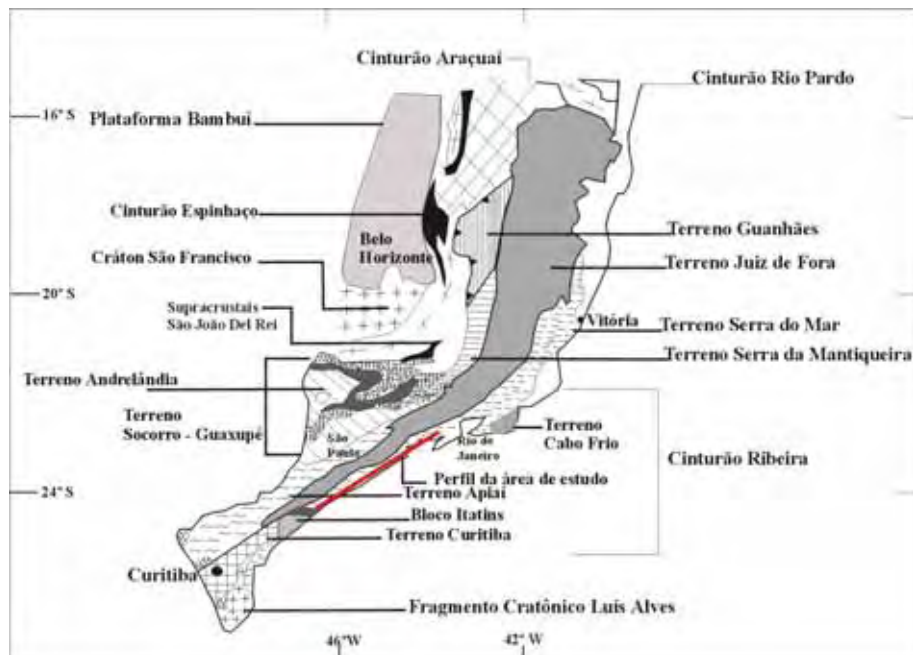 Cinturão Araçuaí
Cinturão Rio Pardo
16° S
Plataforma Bambuí
Cinturão Espinhaço
Belo
Horizonte
Terreno Guanhães
Cráton São Francisco
Terreno Juiz de Fora
20° S
Supracrustais
São João Del Rei
Vitória
Terreno Serra do Mar
Terreno Serra da Mantiqueira
Terreno Andrelândia
Terreno
Socorro - Guaxupé
São
Paulo
Rio de
Janeiro
Terreno
Cabo Frio
Cinturão Ribeira
Perfil da área de estudo
24° S
Terreno Apiaí
Bloco Itatins
Terreno Curitiba
Curitiba
Fragmento Cratônico Luís Alves
46° W
42° W